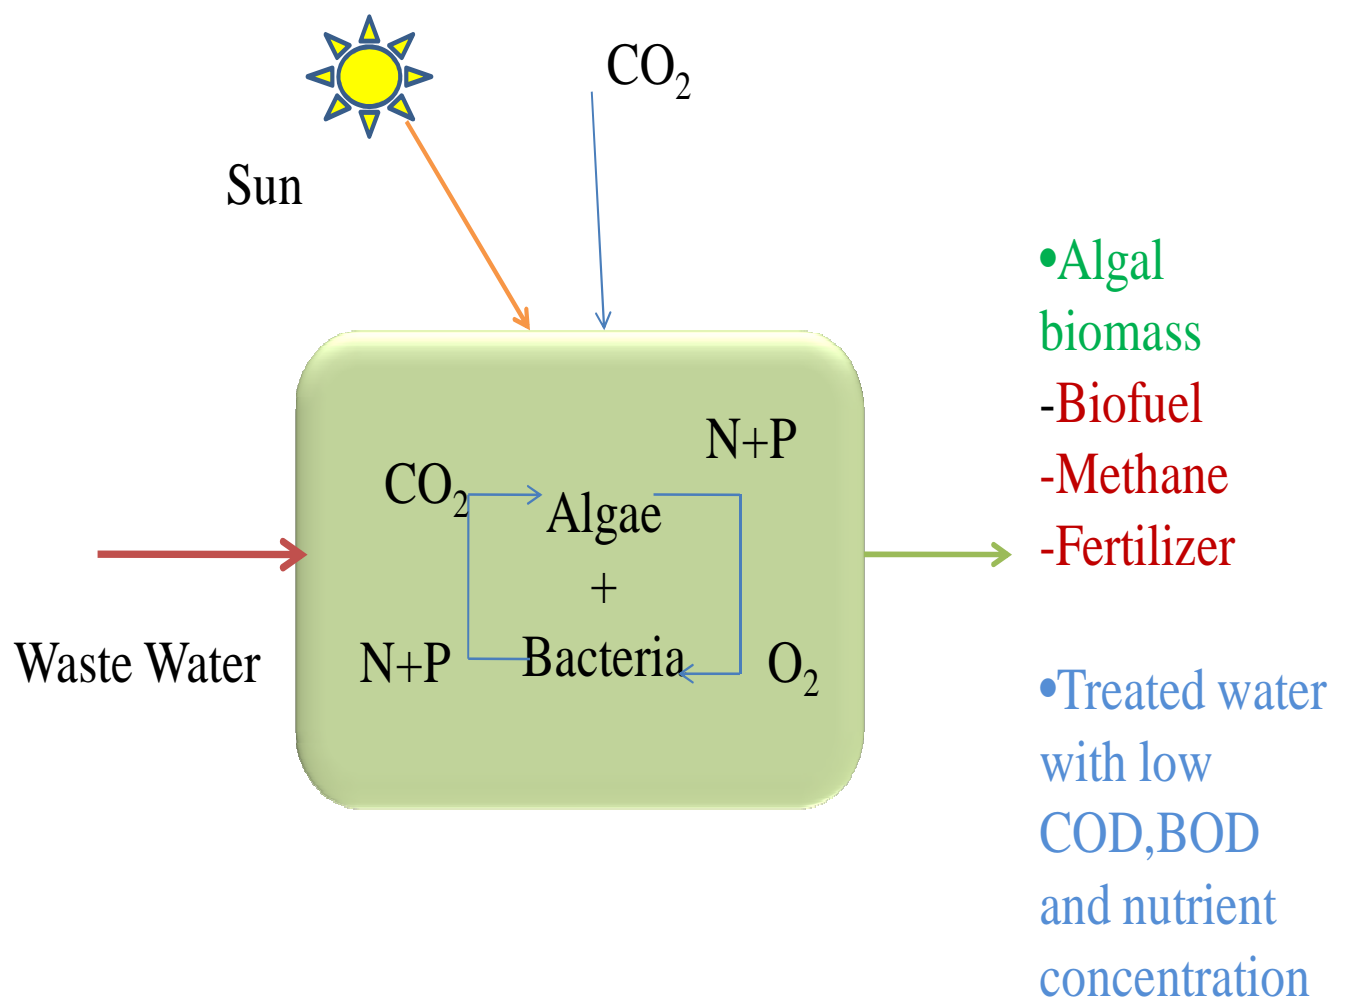 CO₂
Sun
N+P
CO₂
Algae
+
Waste Water
N+P
Bacteria
O₂
•Algal
biomass
-Biofuel
-Methane
-Fertilizer
•Treated water
with low
COD,BOD
and nutrient
concentration